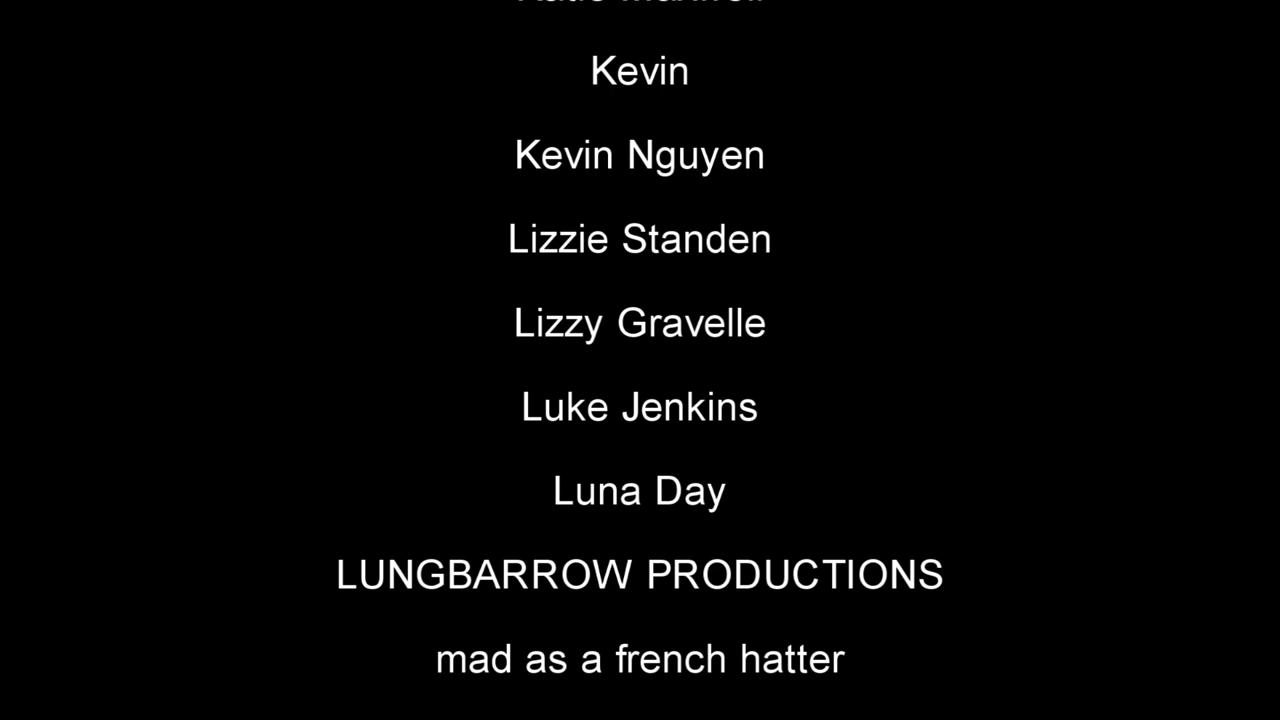 Kevin
Kevin Nguyen
Lizzie Standen
Lizzy Gravelle
Luke Jenkins
Luna Day
LUNGBARROW PRODUCTIONS
mad as a french hatter